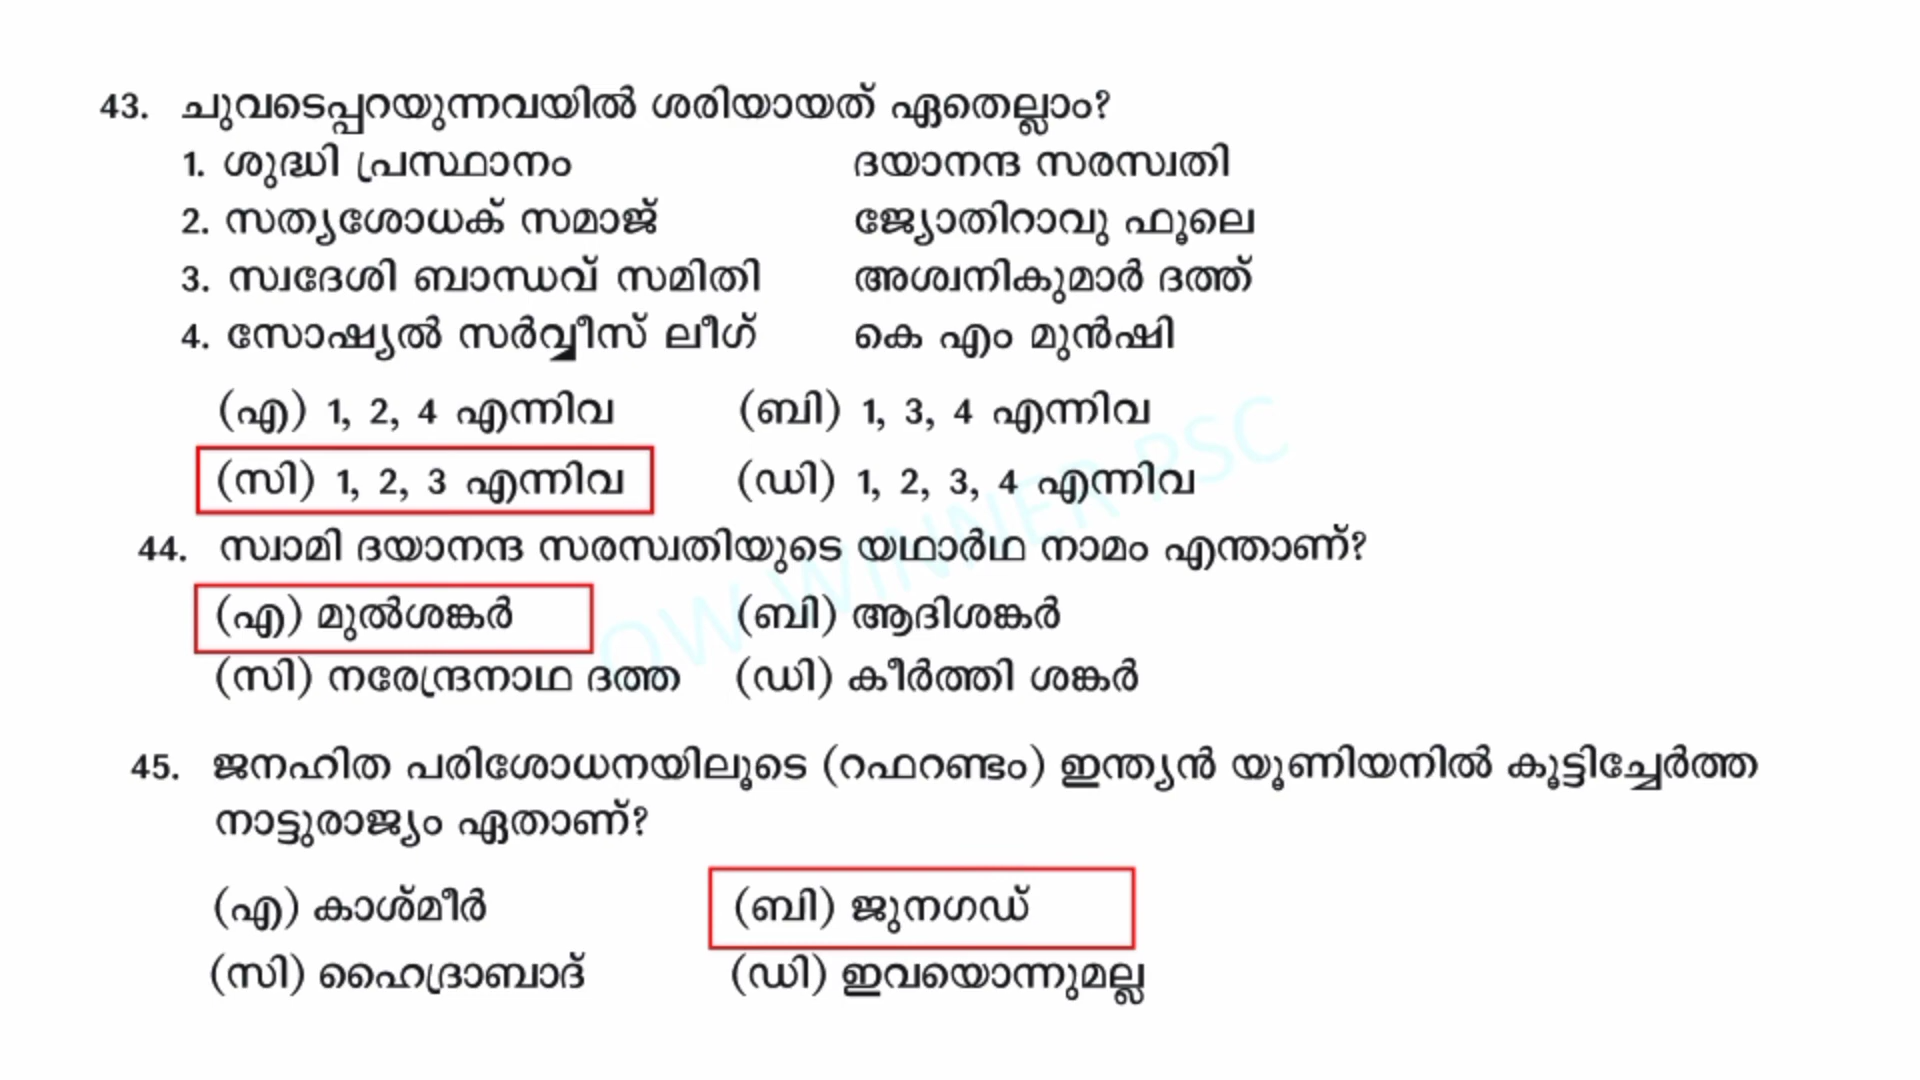 43. ചുവടെപ്പറയുന്നവയിൽ ശരിയായത് ഏതെല്ലാം?
1. ശുദ്ധി പ്രസ്ഥാനം ദയാനന്ദ സരസ്വതി
2. സത്യശോധക് സമാജ് ജ്യോതിറാവു ഫൂലെ
3. സ്വദേശി ബാന്ധവ് സമിതി അശ്വനികുമാർ ദത്ത്
4. സോഷ്യൽ സർവ്വീസ് ലീഗ് കെ എം മുൻഷി
(എ) 1, 2, 4 എന്നിവ (ബി) 1, 3, 4 എന്നിവ
(സി) 1, 2, 3 എന്നിവ (ഡി) 1, 2, 3, 4 എന്നിവ
44. സ്വാമി ദയാനന്ദ സരസ്വതിയുടെ യഥാർഥ നാമം എന്താണ്?
(എ) മുൽശങ്കർ (ബി) ആദിശങ്കർ
(സി) നരേന്ദ്രനാഥ ദത്ത (ഡി) കീർത്തി ശങ്കർ
45. ജനഹിത പരിശോധനയിലൂടെ (റഫറണ്ടം) ഇന്ത്യൻ യൂണിയനിൽ കൂട്ടിച്ചേർത്ത
നാട്ടുരാജ്യം ഏതാണ്?
(എ) കാശ്മീർ (ബി) ജുനഗഡ്
(സി) ഹൈദ്രാബാദ് (ഡി) ഇവയൊന്നുമല്ല
WINNER PSC